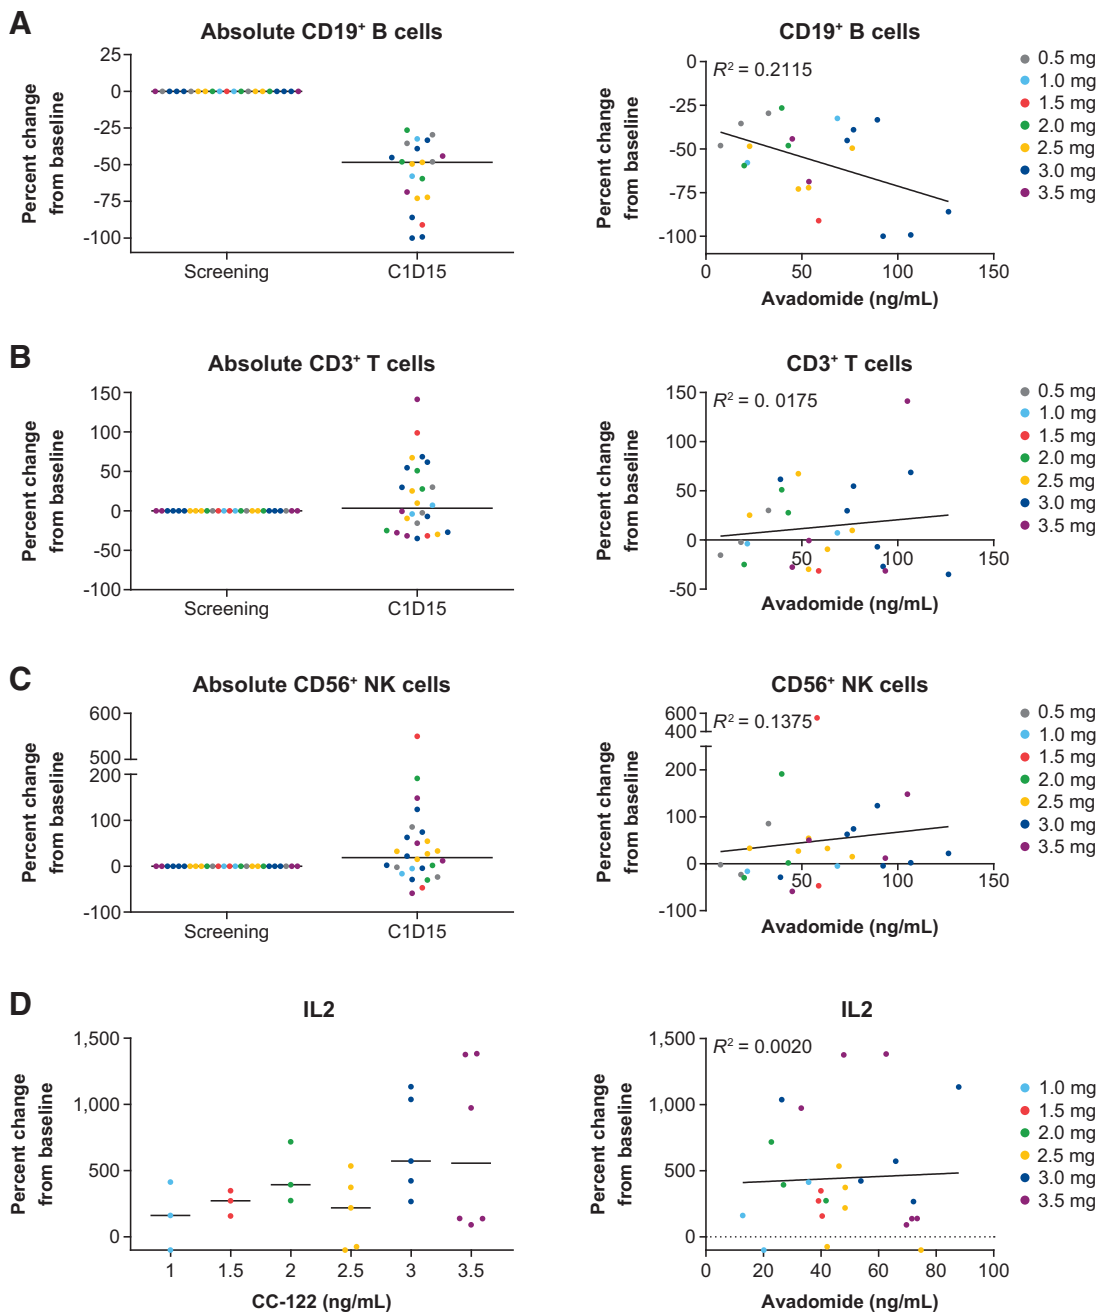 A
Absolute CD19⁺ B cells
Percent change
from baseline
25
0
-25
-50
-75
-100
Screening
C1D15
CD19⁺ B cells
Percent change
from baseline
R² = 0.2115
0
-25
-50
-75
-100
0
50
100
150
Avadomide (ng/mL)
0.5 mg
1.0 mg
1.5 mg
2.0 mg
2.5 mg
3.0 mg
3.5 mg
B
Absolute CD3⁺ T cells
Percent change
from baseline
150
100
50
0
-50
-100
Screening
C1D15
CD3⁺ T cells
Percent change
from baseline
R² = 0. 0175
150
100
50
0
-50
50
100
150
Avadomide (ng/mL)
0.5 mg
1.0 mg
1.5 mg
2.0 mg
2.5 mg
3.0 mg
3.5 mg
C
Absolute CD56⁺ NK cells
Percent change
from baseline
600
500
200
100
0
-100
Screening
C1D15
CD56⁺ NK cells
Percent change
from baseline
R² = 0.1375
600
400
200
100
0
-100
50
100
150
Avadomide (ng/mL)
0.5 mg
1.0 mg
1.5 mg
2.0 mg
2.5 mg
3.0 mg
3.5 mg
D
IL2
Percent change
from baseline
1,500
1,000
500
0
1
1.5
2
2.5
3
3.5
CC-122 (ng/mL)
IL2
Percent change
from baseline
R² = 0.0020
1,500
1,000
500
0
0
20
40
60
80
100
Avadomide (ng/mL)
1.0 mg
1.5 mg
2.0 mg
2.5 mg
3.0 mg
3.5 mg